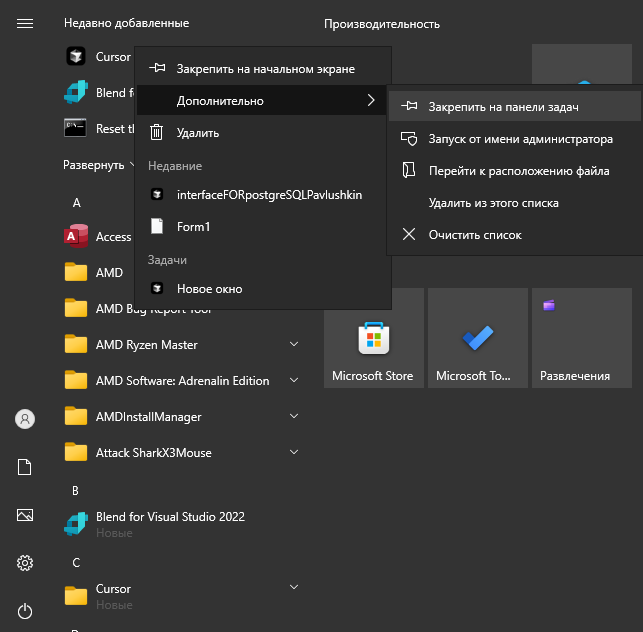 Недавно добавленные
Производительность
Cursor
Blend f
Reset th
Развернуть
Закрепить на начальном экране
Дополнительно
Удалить
Недавние
interfaceFORpostgreSQLPavlushkin
Form1
Задачи
Новое окно
Закрепить на панели задач
Запуск от имени администратора
Перейти к расположению файла
Удалить из этого списка
Очистить список
A
Access
AMD
AMD Bug Report Tool
AMD Ryzen Master
AMD Software: Adrenalin Edition
AMDInstallManager
Attack SharkX3Mouse
B
Blend for Visual Studio 2022
Новые
C
Cursor
Новые
Microsoft Store
Microsoft To...
Развлечения